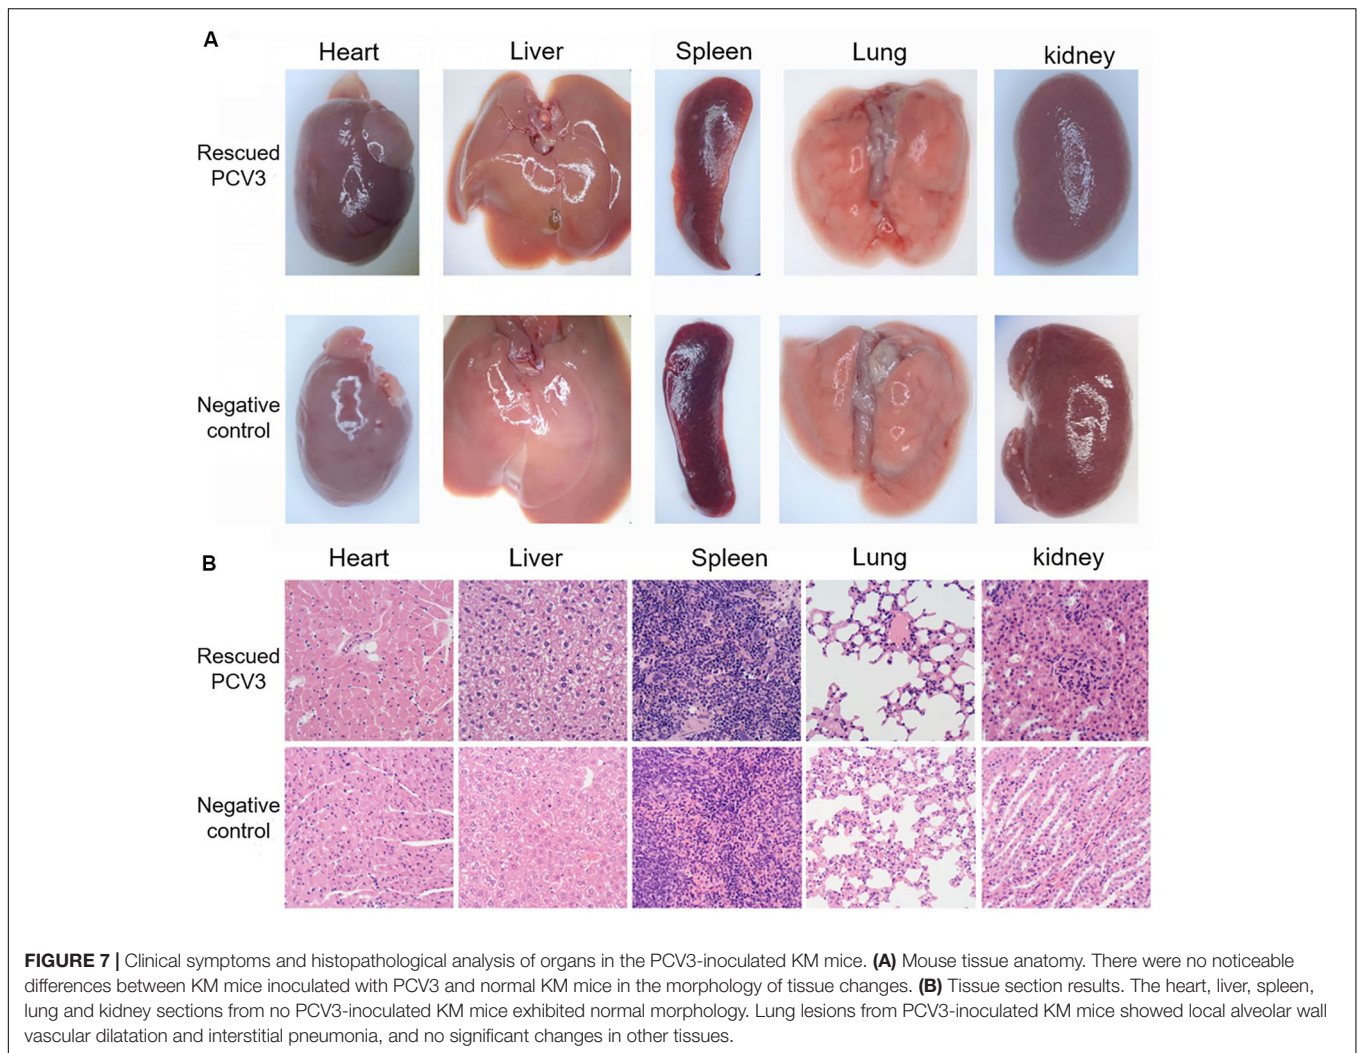 A
Heart Liver Spleen Lung kidney
Rescued
PCV3
Negative
control
B
Heart Liver Spleen Lung kidney
Rescued
PCV3
Negative
control
FIGURE 7 | Clinical symptoms and histopathological analysis of organs in the PCV3-inoculated KM mice. (A) Mouse tissue anatomy. There were no noticeable
differences between KM mice inoculated with PCV3 and normal KM mice in the morphology of tissue changes. (B) Tissue section results. The heart, liver, spleen,
lung and kidney sections from no PCV3-inoculated KM mice exhibited normal morphology. Lung lesions from PCV3-inoculated KM mice showed local alveolar wall
vascular dilatation and interstitial pneumonia, and no significant changes in other tissues.